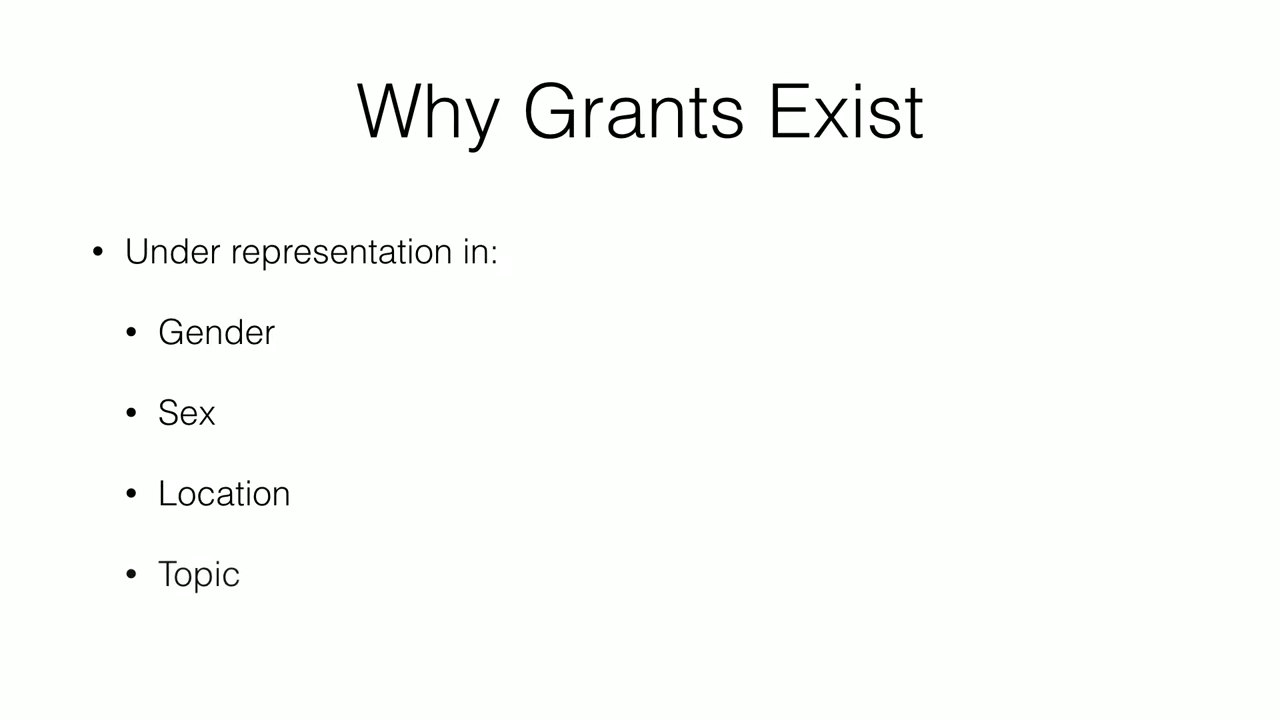 Why Grants Exist
• Under representation in:
• Gender
• Sex
• Location
• Topic